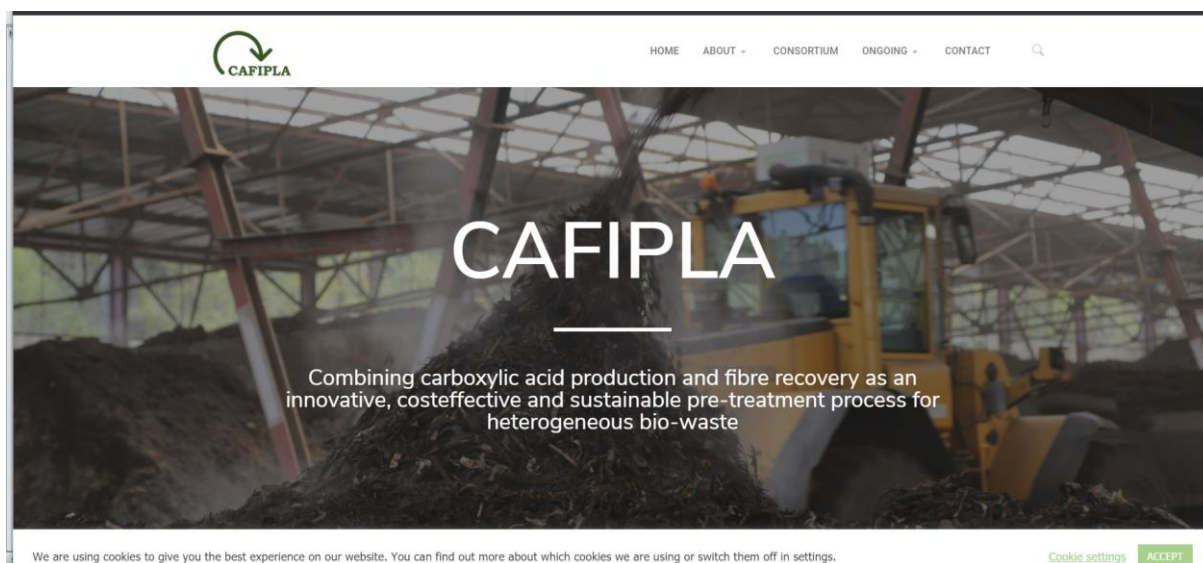 CAFIPLA
HOME ABOUT + CONSORTIUM ONGOING + CONTACT
CAFIPLA
Combining carboxylic acid production and fibre recovery as an
innovative, costeffective and sustainable pre-treatment process for
heterogeneous bio-waste
We are using cookies to give you the best experience on our website. You can find out more about which cookies we are using or switch them off in settings.
Cookie settings ACCEPT